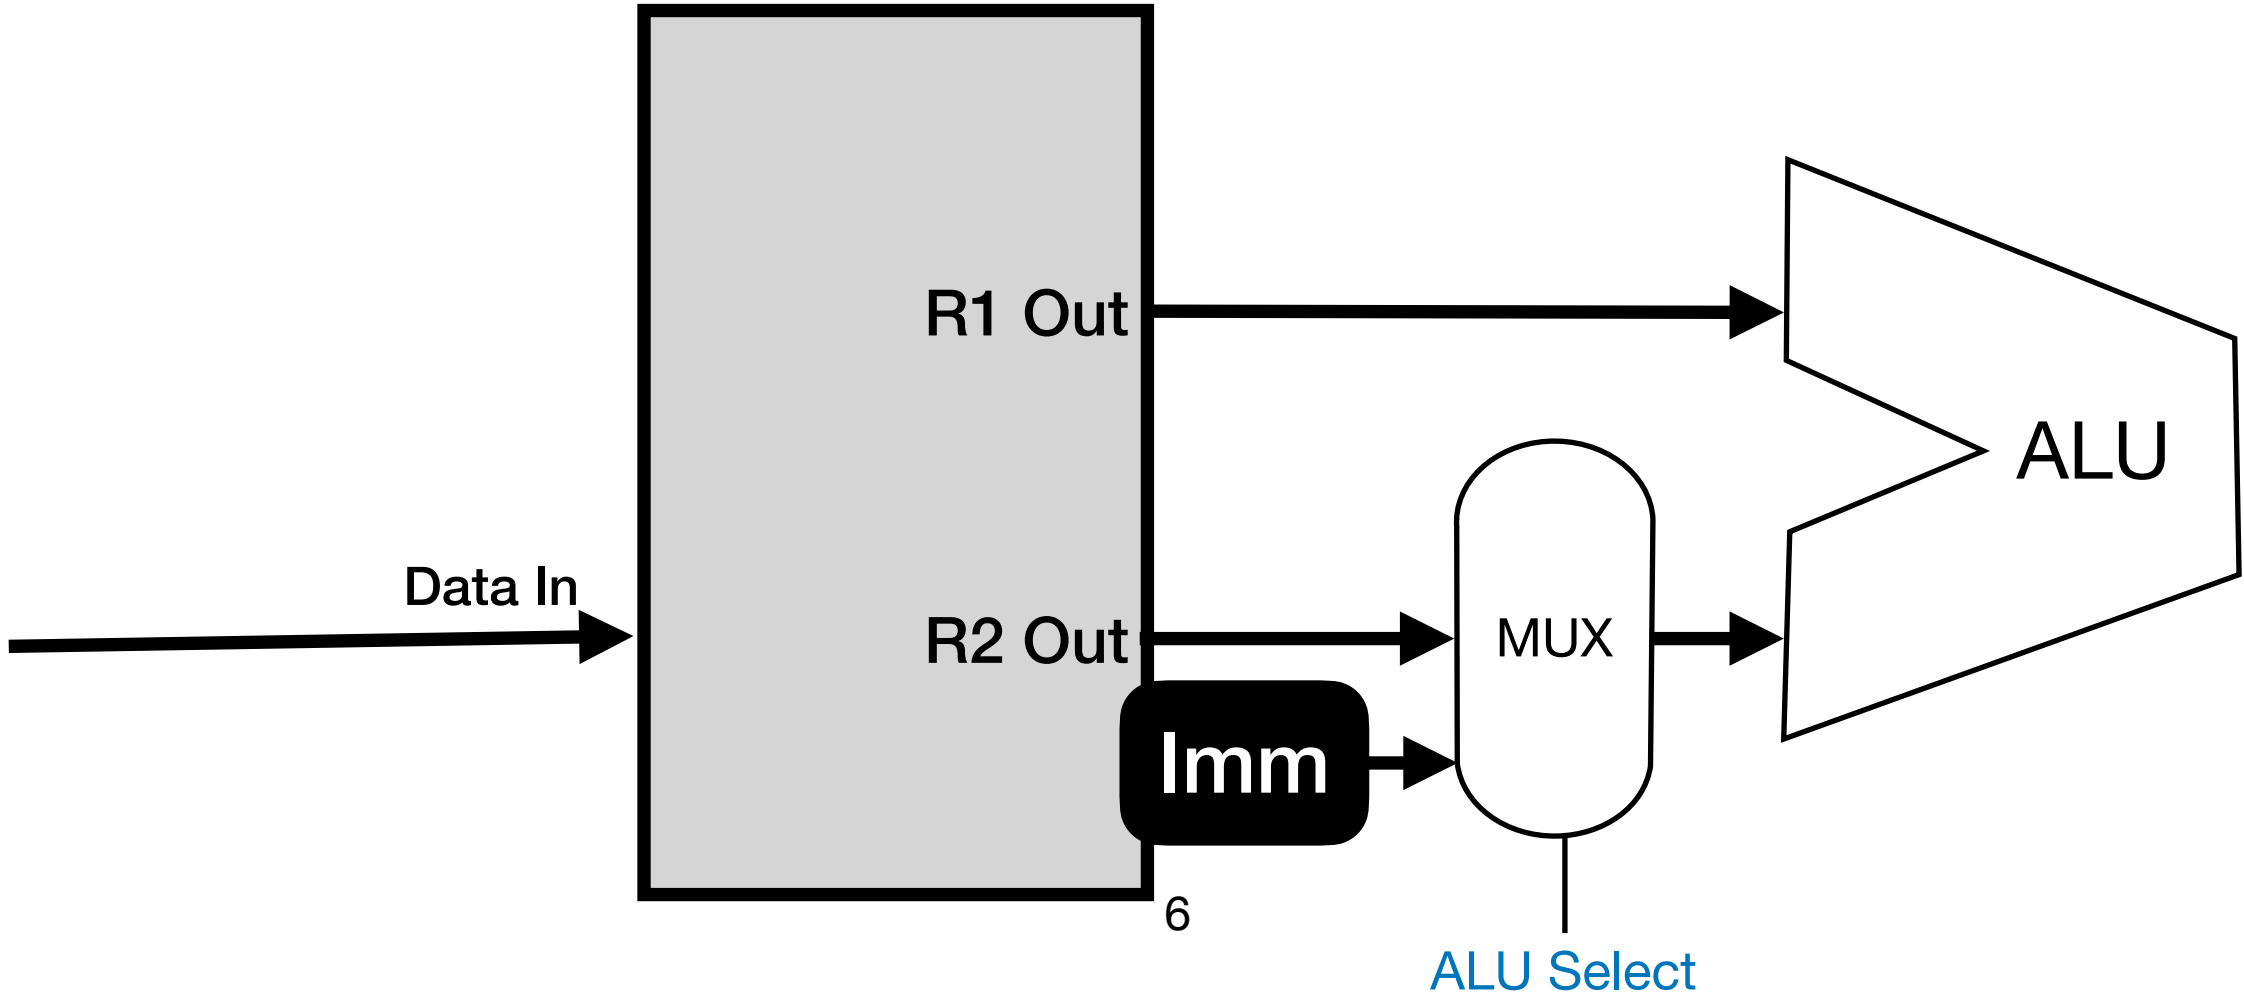 R1 Out
ALU
Data In
R2 Out
MUX
Imm
6
ALU Select